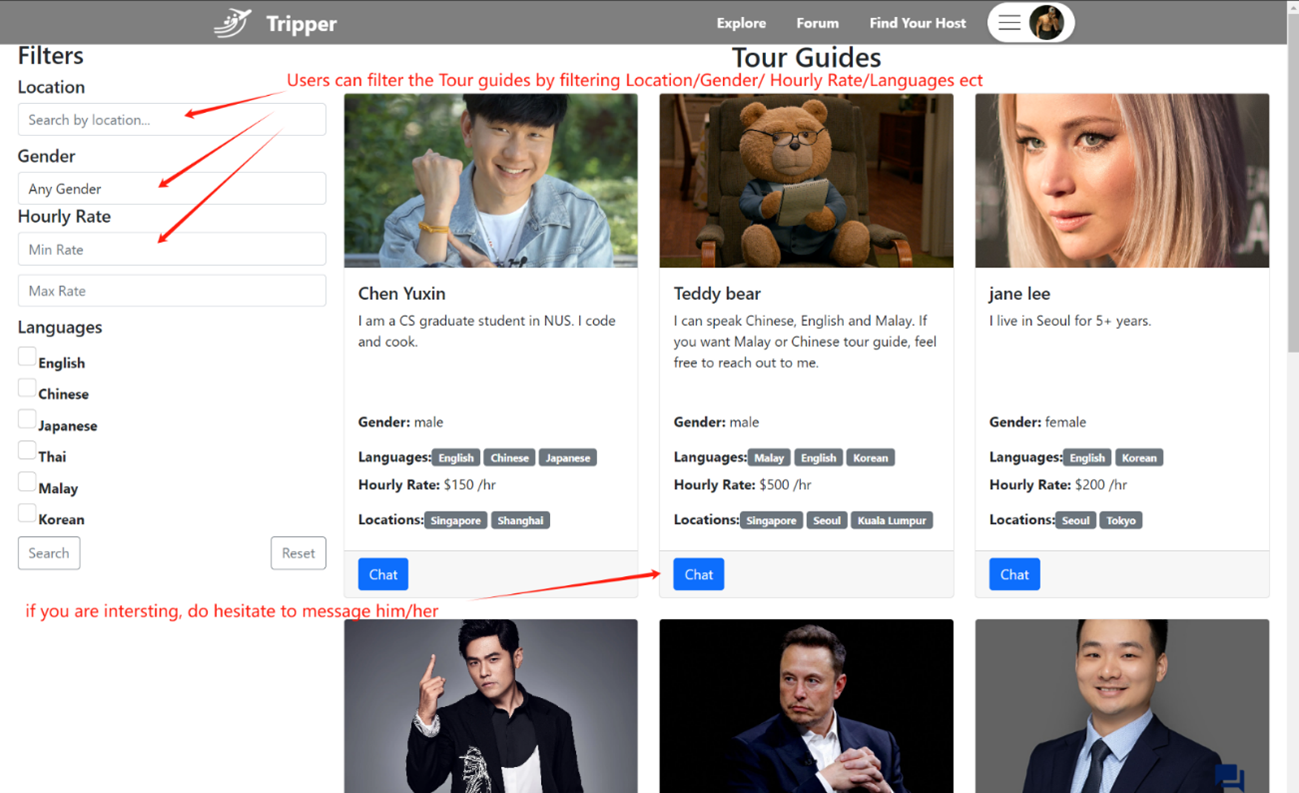 Tripper
Explore Forum Find Your Host
Filters
Tour Guides
Users can filter the Tour guides by filtering Location/Gender/ Hourly Rate/Languages ect
Location
Search by location...
Gender
Any Gender
Hourly Rate
Min Rate
Max Rate
Languages
English
Chinese
Japanese
Thai
Malay
Korean
Search Reset
if you are intersting, do hesitate to message him/her
Chen Yuxin
I am a CS graduate student in NUS. I code
and cook.
Gender: male
Languages: English Chinese Japanese
Hourly Rate: $150 /hr
Locations: Singapore Shanghai
Chat
Teddy bear
I can speak Chinese, English and Malay. If
you want Malay or Chinese tour guide, feel
free to reach out to me.
Gender: male
Languages: Malay English Korean
Hourly Rate: $500 /hr
Locations: Singapore Seoul Kuala Lumpur
Chat
jane lee
I live in Seoul for 5+ years.
Gender: female
Languages: English Korean
Hourly Rate: $200 /hr
Locations: Seoul Tokyo
Chat